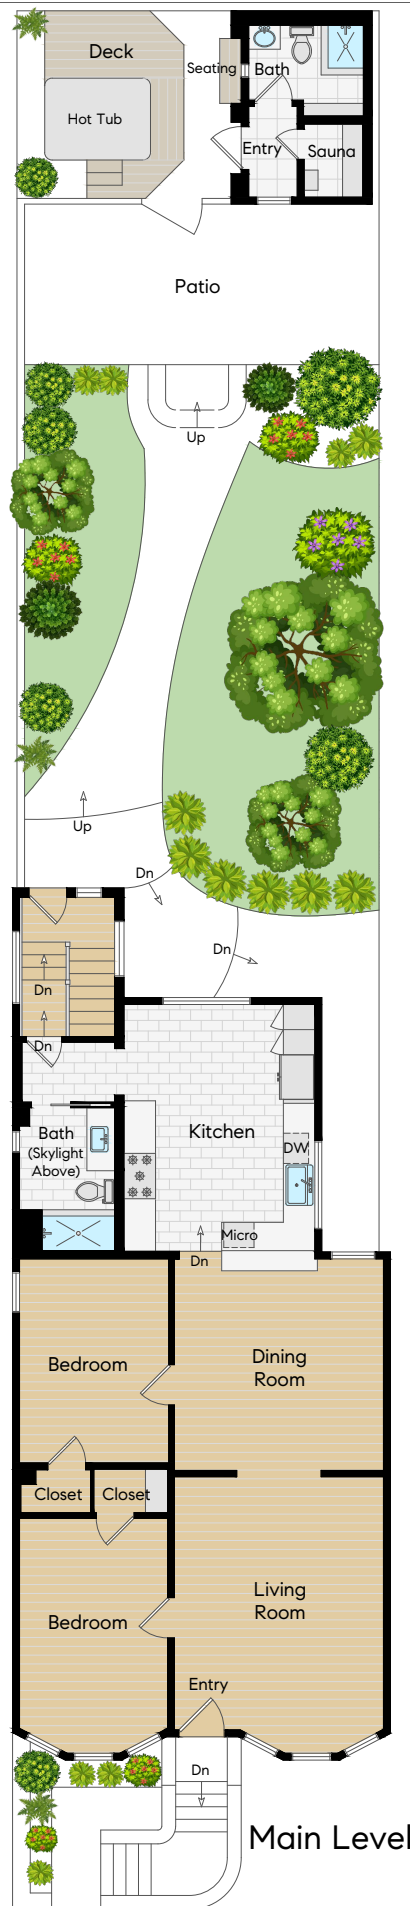 Deck
Seating
Bath
Hot Tub
Entry
Sauna
Patio
Up
Up
Dn
Dn
Dn
Dn
Kitchen
Bath
(Skylight
Above)
DW
Micro
Dn
Bedroom
Dining
Room
Closet
Closet
Living
Room
Bedroom
Entry
Dn
Main Level